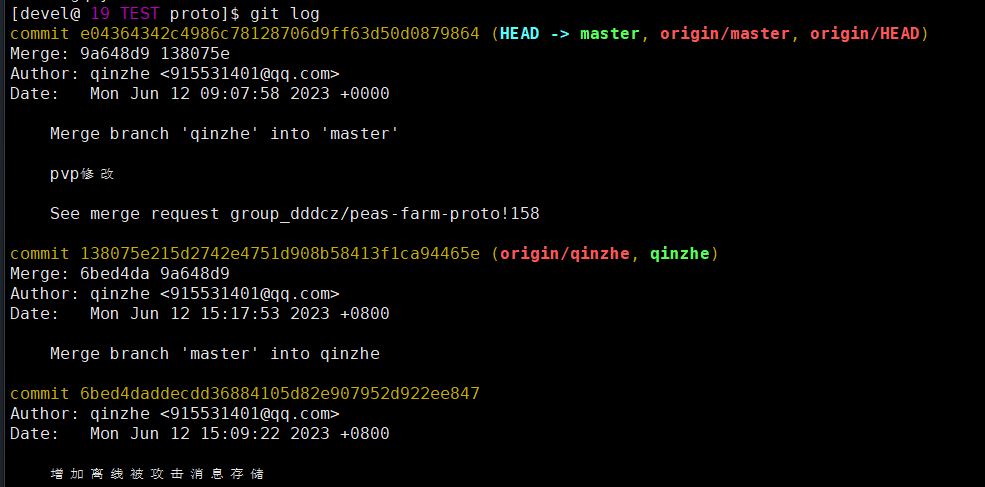 [devel@ 19 TEST proto]$ git log
commit e04364342c4986c78128706d9ff63d50d0879864 (HEAD -> master, origin/master, origin/HEAD)
Merge: 9a648d9 138075e
Author: qinzhe <915531401@qq.com>
Date:   Mon Jun 12 09:07:58 2023 +0000
Merge branch 'qinzhe' into 'master'
pvp修改
See merge request group_dddcz/peas-farm-proto!158
commit 138075e215d2742e4751d908b58413f1ca94465e (origin/qinzhe, qinzhe)
Merge: 6bed4da 9a648d9
Author: qinzhe <915531401@qq.com>
Date:   Mon Jun 12 15:17:53 2023 +0800
Merge branch 'master' into qinzhe
commit 6bed4daddecdd36884105d82e907952d922ee847
Author: qinzhe <915531401@qq.com>
Date:   Mon Jun 12 15:09:22 2023 +0800
增加离线被攻击消息存储